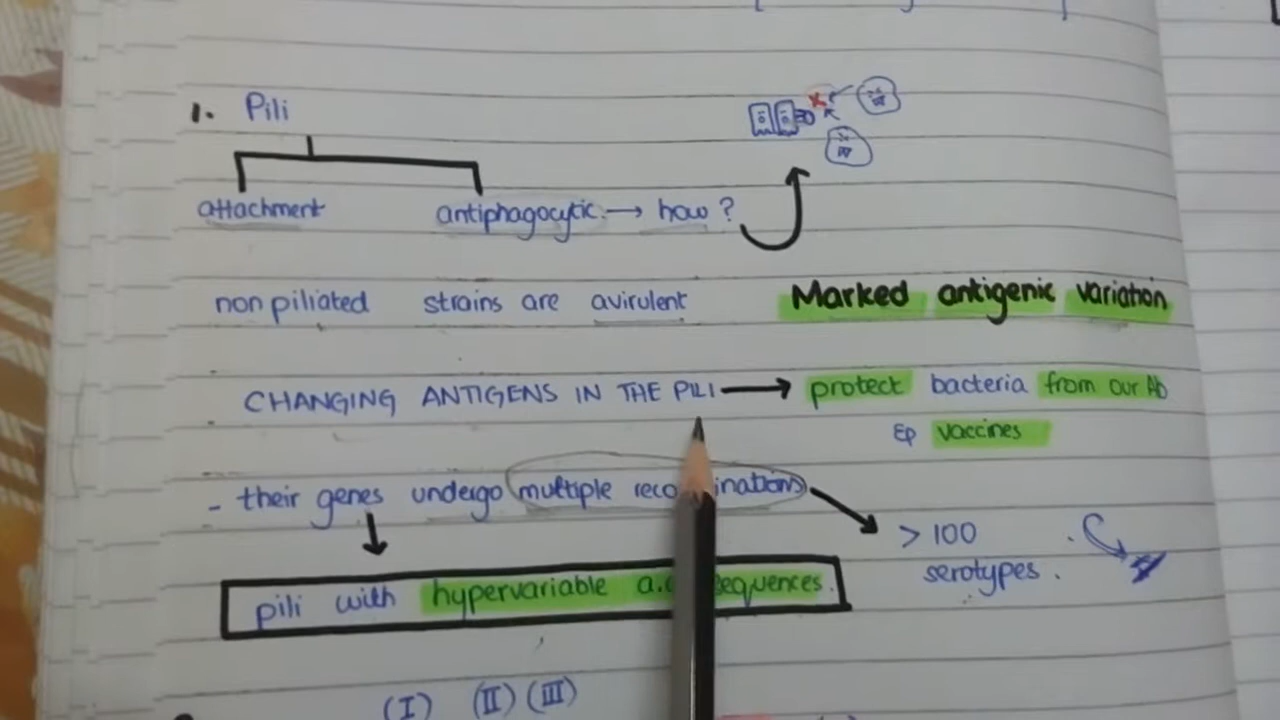 1. Pili
attachment antiphagocytic → how ?
non piliated strains are avirulent Marked antigenic variation
CHANGING ANTIGENS IN THE PILI → protect bacteria from our Ab
& vaccines
- their genes undergo multiple
> 100
serotypes .
pili with hypervariable
(I) (II) (III)